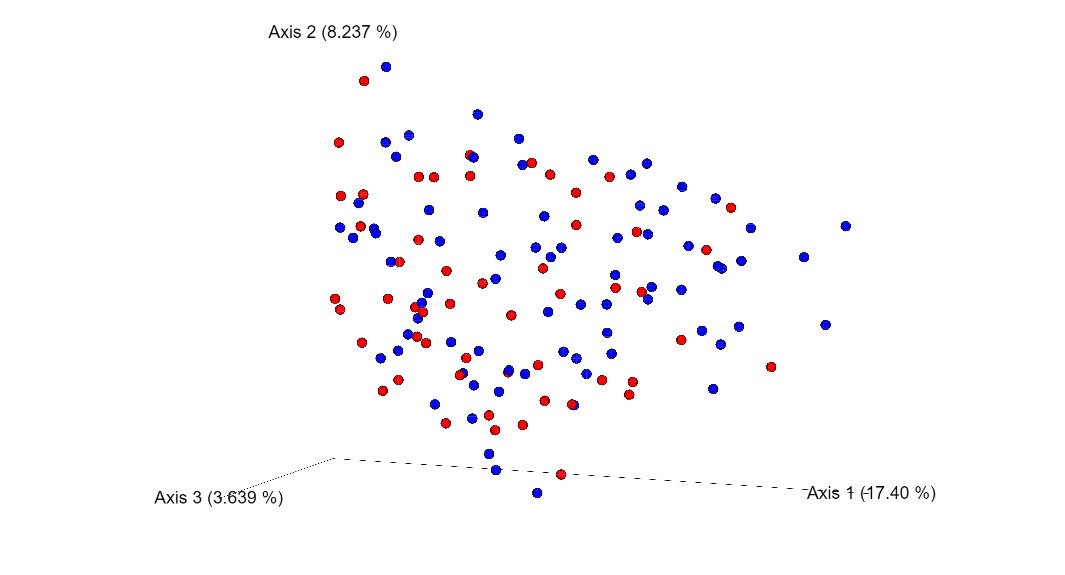 Axis 2 (8.237 %)
Axis 3 (3.639 %)
Axis 1 (17.40 %)